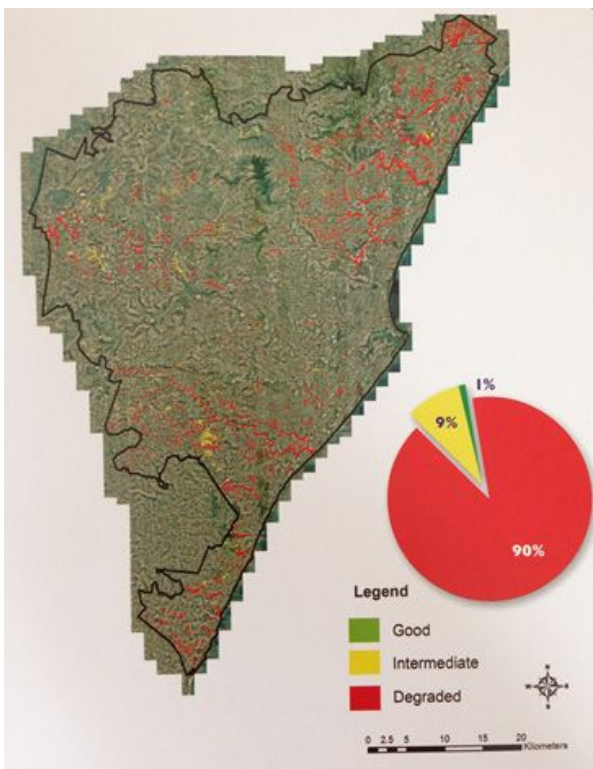 1%
9%
90%
Legend
Good
Intermediate
Degraded
N
W E
S
0 2.5 5 10 15 20
Kilometers